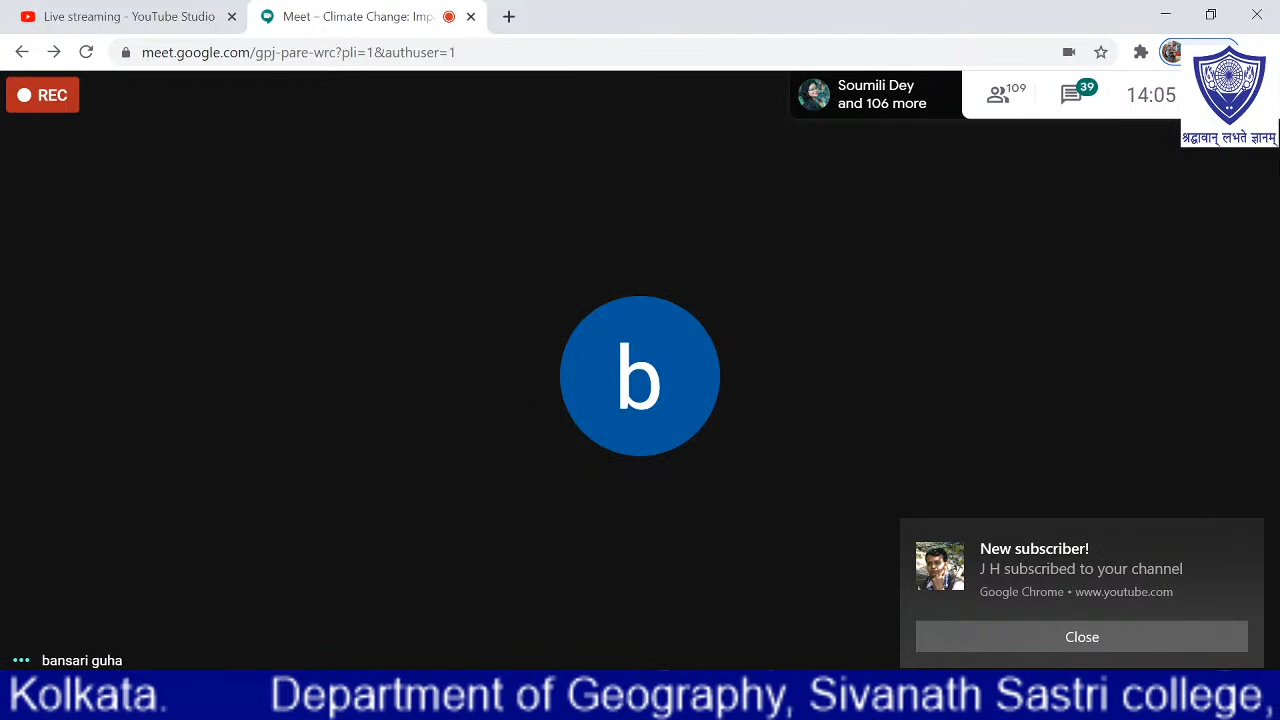 Live streaming - YouTube Studio
Meet – Climate Change: Imp
meet.google.com/gpj-pare-wrc?pli=1&authuser=1
REC
Soumili Dey
and 106 more
109
39
14:05
श्रद्धावान् लभते ज्ञानम्
b
New subscriber!
J H subscribed to your channel
Google Chrome • www.youtube.com
Close
bansari guha
Kolkata. Department of Geography, Sivanath Sastri college,